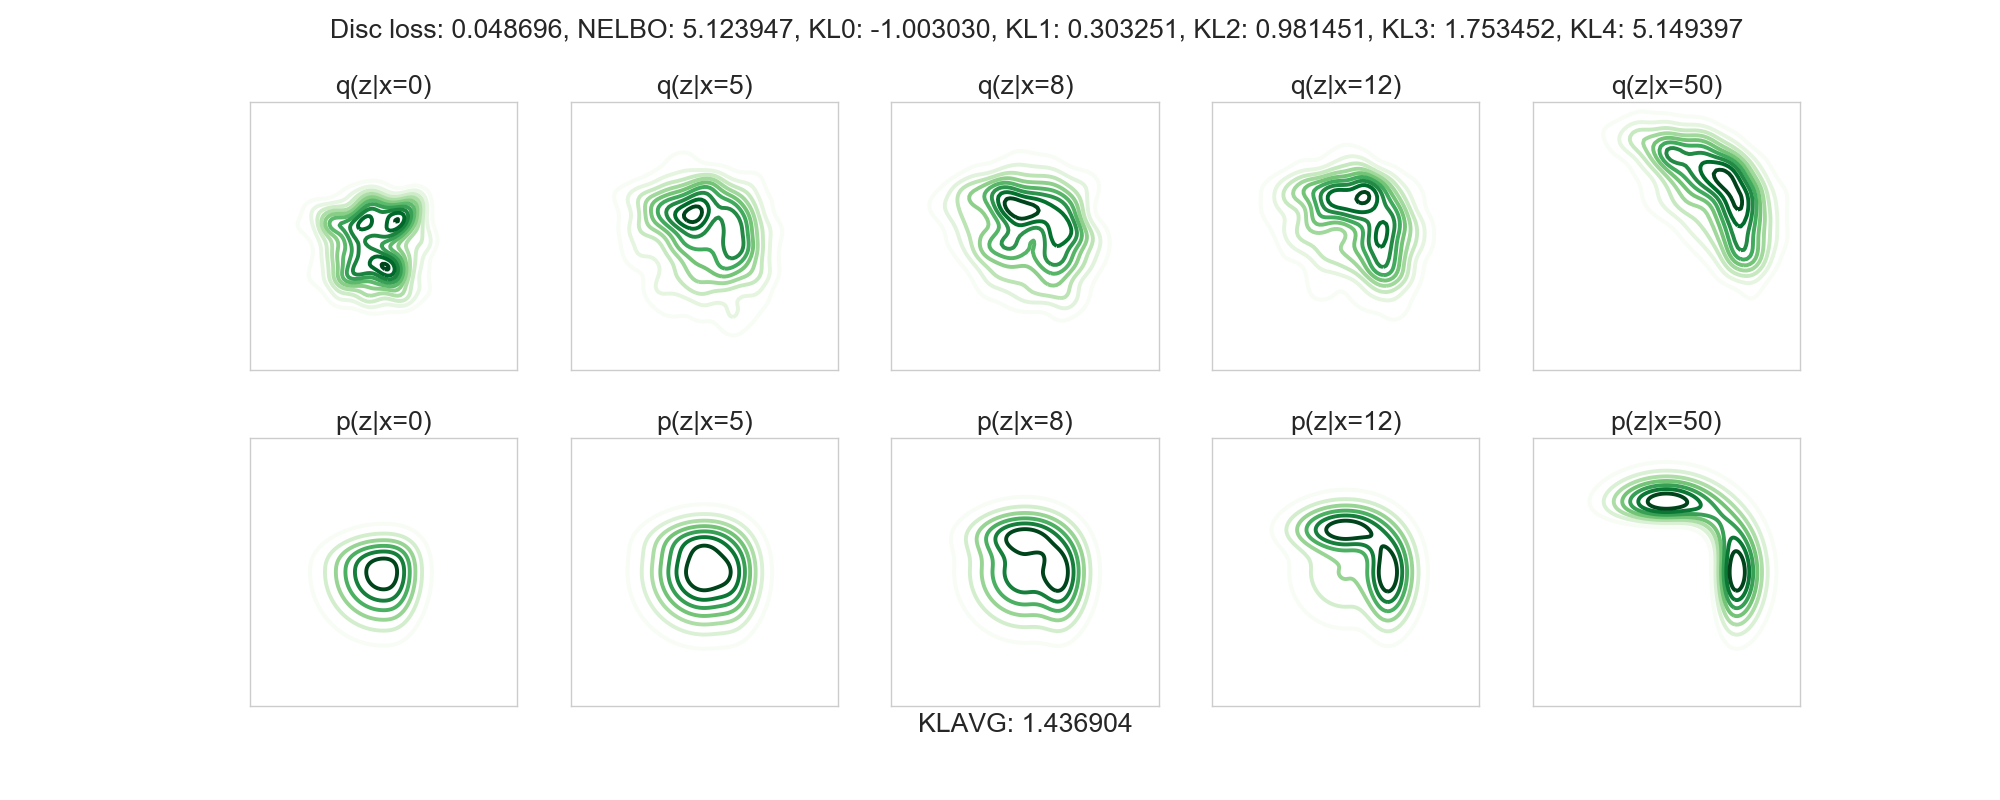 Disc loss: 0.048696, NELBO: 5.123947, KL0: -1.003030, KL1: 0.303251, KL2: 0.981451, KL3: 1.753452, KL4: 5.149397
q(z|x=0) q(z|x=5) q(z|x=8) q(z|x=12) q(z|x=50)
p(z|x=0) p(z|x=5) p(z|x=8) p(z|x=12) p(z|x=50)
KLAVG: 1.436904